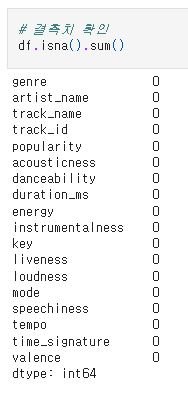 # 결측치 확인
df.isna().sum()
genre 0
artist_name 0
track_name 0
track_id 0
popularity 0
acousticness 0
danceability 0
duration_ms 0
energy 0
instrumentalness 0
key 0
liveness 0
loudness 0
mode 0
speechiness 0
tempo 0
time_signature 0
valence 0
dtype: int64